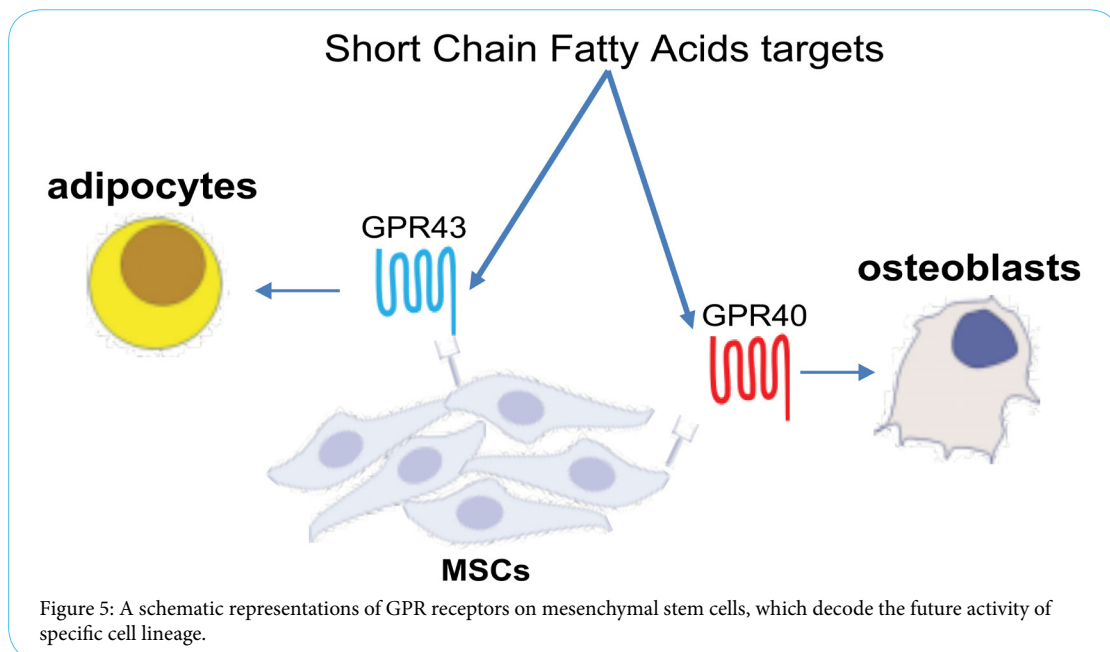 Short Chain Fatty Acids targets
adipocytes
GPR43
osteoblasts
GPR40
MSCs
Figure 5: A schematic representations of GPR receptors on mesenchymal stem cells, which decode the future activity of
specific cell lineage.